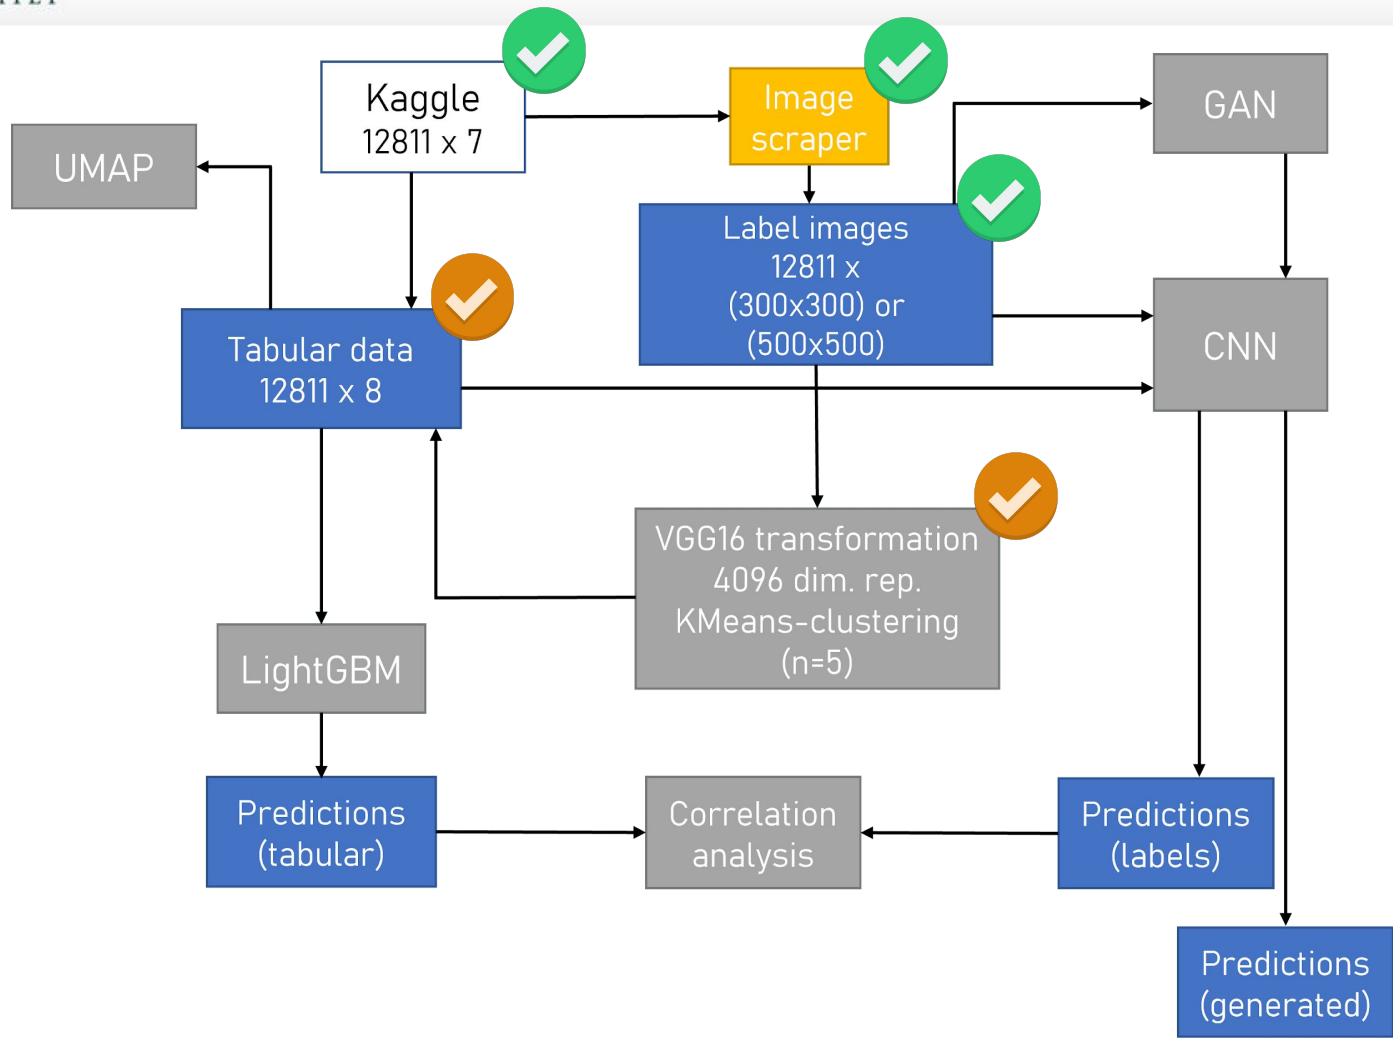 Kaggle
12811 x 7
Image
scraper
GAN
UMAP
Label images
12811 x
(300x300) or
(500x500)
Tabular data
12811 x 8
CNN
VGG16 transformation
4096 dim. rep.
KMeans-clustering
(n=5)
LightGBM
Predictions
(tabular)
Correlation
analysis
Predictions
(labels)
Predictions
(generated)